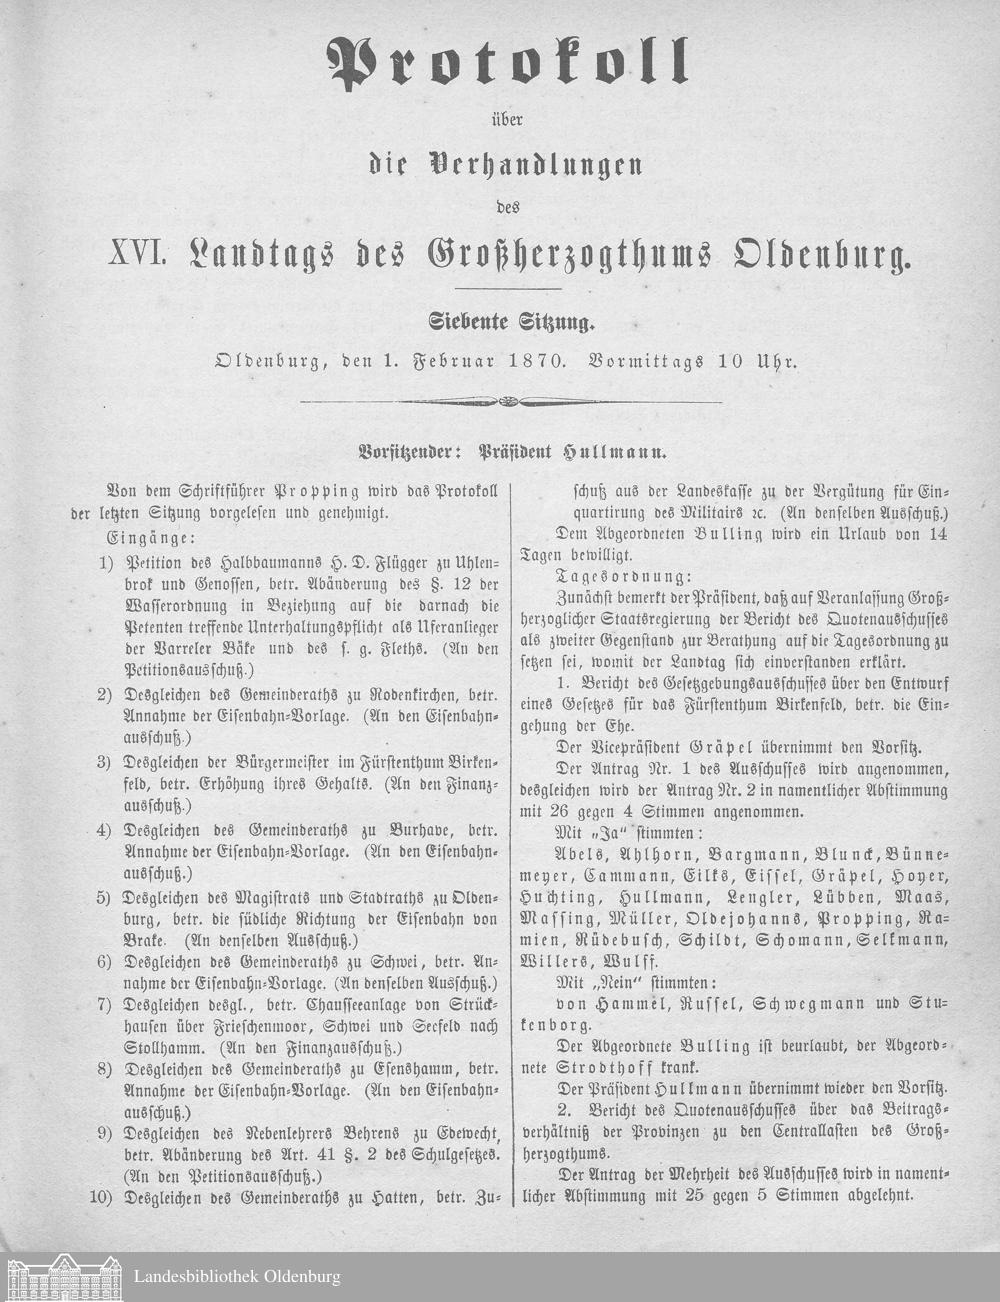 Protokoll
über
die Verhandlungen
des
XVI. Landtags des Großherzogthums Oldenburg.
Siebente Sitzung.
Oldenburg, den 1. Februar 1870. Vormittags 10 Uhr.
Vorsitzender: Präsident Hullmann.
Von dem Schriftführer Propping wird das Protokoll
der letzten Sitzung vorgelesen und genehmigt.
Eingänge:
1) Petition des Halbbaumanns H. D. Flügger zu Uhlen-
brok und Genossen, betr. Abänderung des §. 12 der
Wasserordnung in Beziehung auf die darnach die
Petenten treffende Unterhaltungspflicht als Uferanlieger
der Varreler Bäke und des s. g. Fleths. (An den
Petitionsausschuß.)
2) Desgleichen des Gemeinderaths zu Rodenkirchen, betr.
Annahme der Eisenbahn-Vorlage. (An den Eisenbahn-
ausschuß.)
3) Desgleichen der Bürgermeister im Fürstenthum Birken-
feld, betr. Erhöhung ihres Gehalts. (An den Finanz-
ausschuß.)
4) Desgleichen des Gemeinderaths zu Burhave, betr.
Annahme der Eisenbahn-Vorlage. (An den Eisenbahn-
ausschuß.)
5) Desgleichen des Magistrats und Stadtraths zu Olden-
burg, betr. die südliche Richtung der Eisenbahn von
Brake. (An denselben Ausschuß.)
6) Desgleichen des Gemeinderaths zu Schwei, betr. An-
nahme der Eisenbahn-Vorlage. (An denselben Ausschuß.)
7) Desgleichen desgl., betr. Chausseeanlage von Strück-
hausen über Frieschenmoor, Schwei und Seefeld nach
Stollhamm. (An den Finanzausschuß.)
8) Desgleichen des Gemeinderaths zu Esenshamm, betr.
Annahme der Eisenbahn-Vorlage. (An den Eisenbahn-
ausschuß.)
9) Desgleichen des Nebenlehrers Behrens zu Edewecht,
betr. Abänderung des Art. 41 §. 2 des Schulgesetzes.
(An den Petitionsausschuß.)
10) Desgleichen des Gemeinderaths zu Hatten, betr. Zu-
schuß aus der Landeskasse zu der Vergütung für Ein-
quartirung des Militairs ꝛc. (An denselben Ausschuß.)
Dem Abgeordneten Bulling wird ein Urlaub von 14
Tagen bewilligt.
Tagesordnung:
Zunächst bemerkt der Präsident, daß auf Veranlassung Groß-
herzoglicher Staatsregierung der Bericht des Quotenausschusses
als zweiter Gegenstand zur Berathung auf die Tagesordnung zu
setzen sei, womit der Landtag sich einverstanden erklärt.
1. Bericht des Gesetzgebungsausschusses über den Entwurf
eines Gesetzes für das Fürstenthum Birkenfeld, betr. die Ein-
gehung der Ehe.
Der Vicepräsident Gräpel übernimmt den Vorsitz.
Der Antrag Nr. 1 des Ausschusses wird angenommen,
desgleichen wird der Antrag Nr. 2 in namentlicher Abstimmung
mit 26 gegen 4 Stimmen angenommen.
Mit „Ja“ stimmten:
Abels, Ahlhorn, Bargmann, Blunck, Bünne-
meyer, Cammann, Eilks, Eissel, Gräpel, Hoyer,
Huchting, Hullmann, Lengler, Lübben, Maas,
Massing, Müller, Oldejohanns, Propping, Ra-
mien, Rüdebusch, Schildt, Schomann, Selkmann,
Willers, Wulff.
Mit „Nein“ stimmten:
von Hammel, Russel, Schwegmann und Stu-
kenborg.
Der Abgeordnete Bulling ist beurlaubt, der Abgeord-
nete Strodthoff krank.
Der Präsident Hullmann übernimmt wieder den Vorsitz.
2. Bericht des Quotenausschusses über das Beitrags-
verhältniß der Provinzen zu den Centrallasten des Groß-
herzogthums.
Der Antrag der Mehrheit des Ausschusses wird in nament-
licher Abstimmung mit 25 gegen 5 Stimmen abgelehnt.
Landesbibliothek Oldenburg